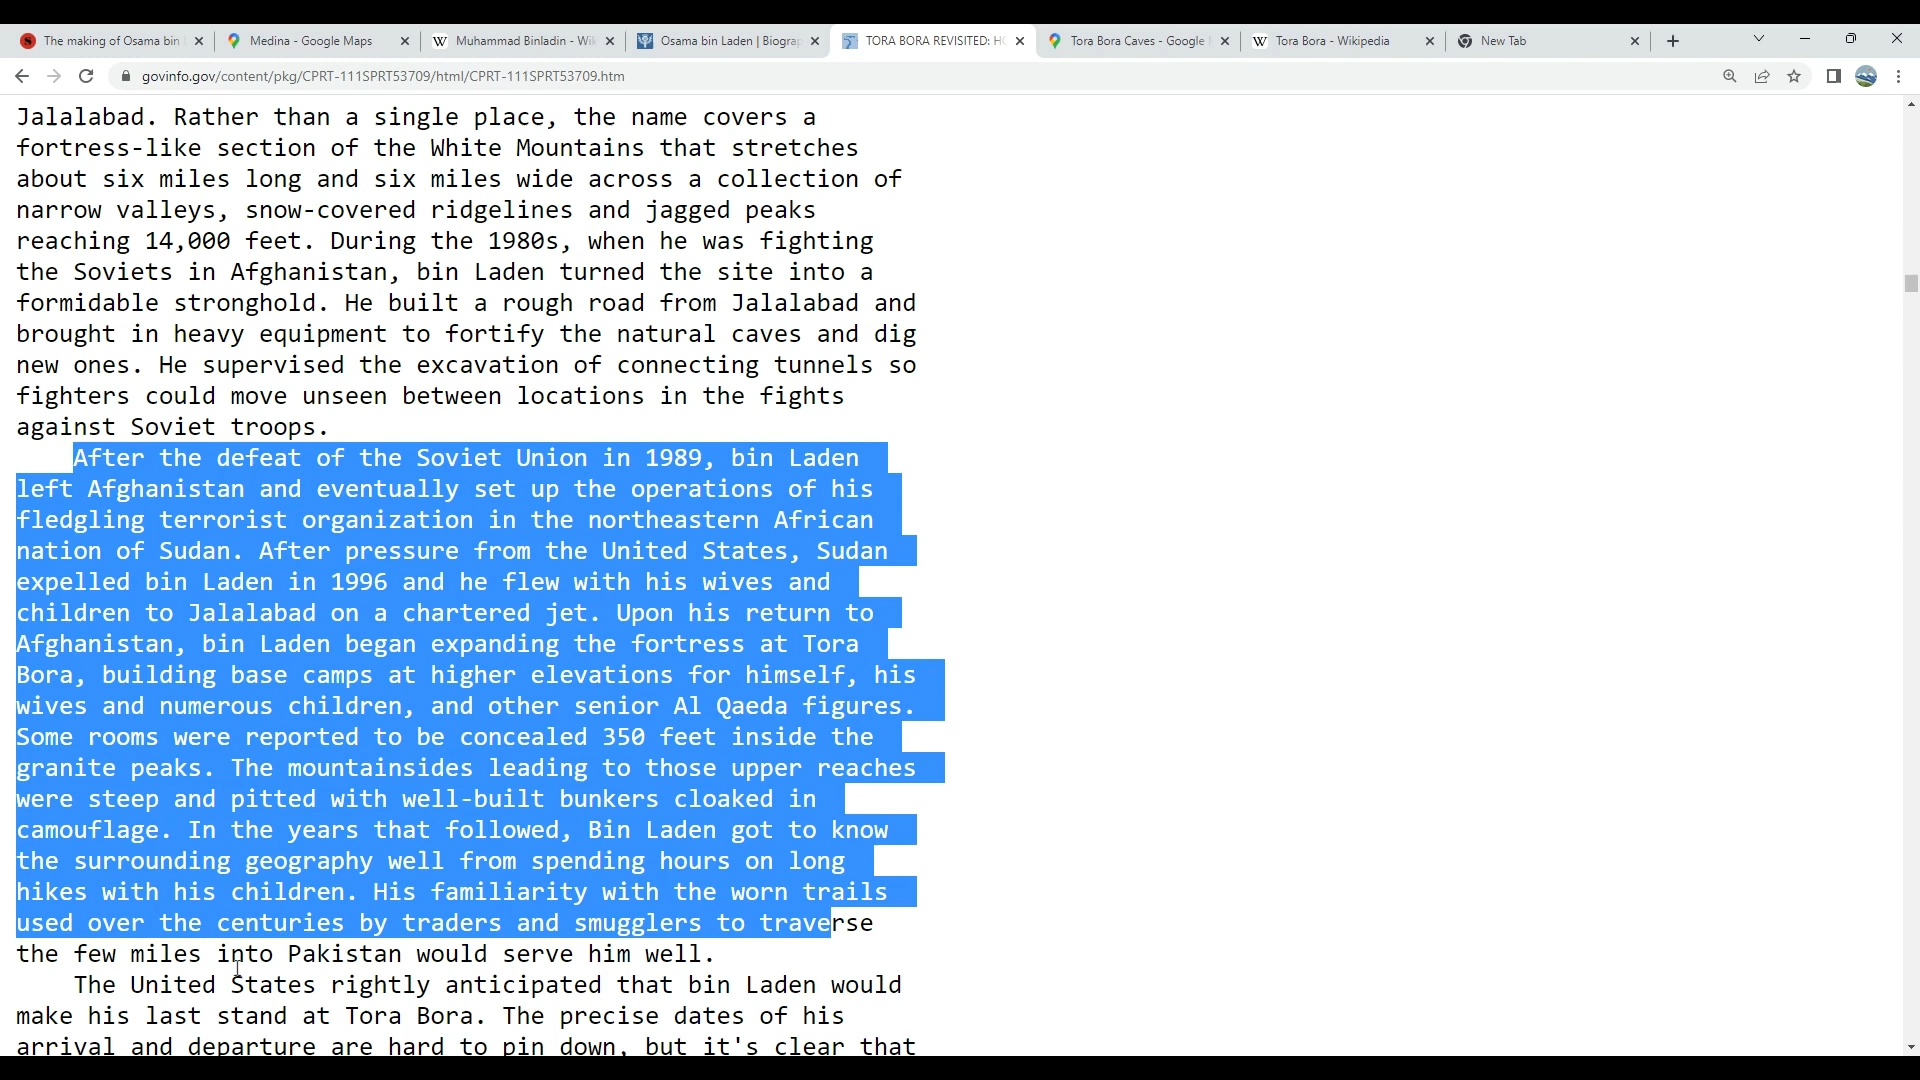 The making of Osama bin
Medina - Google Maps
Muhammad Binladin - Wik
Osama bin Laden | Biograp
TORA BORA REVISITED: HO
Tora Bora Caves - Google
Tora Bora - Wikipedia
New Tab
govinfo.gov/content/pkg/CPRT-111SPRT53709/html/CPRT-111SPRT53709.htm
Jalalabad. Rather than a single place, the name covers a
fortress-like section of the White Mountains that stretches
about six miles long and six miles wide across a collection of
narrow valleys, snow-covered ridgelines and jagged peaks
reaching 14,000 feet. During the 1980s, when he was fighting
the Soviets in Afghanistan, bin Laden turned the site into a
formidable stronghold. He built a rough road from Jalalabad and
brought in heavy equipment to fortify the natural caves and dig
new ones. He supervised the excavation of connecting tunnels so
fighters could move unseen between locations in the fights
against Soviet troops.
After the defeat of the Soviet Union in 1989, bin Laden
left Afghanistan and eventually set up the operations of his
fledgling terrorist organization in the northeastern African
nation of Sudan. After pressure from the United States, Sudan
expelled bin Laden in 1996 and he flew with his wives and
children to Jalalabad on a chartered jet. Upon his return to
Afghanistan, bin Laden began expanding the fortress at Tora
Bora, building base camps at higher elevations for himself, his
wives and numerous children, and other senior Al Qaeda figures.
Some rooms were reported to be concealed 350 feet inside the
granite peaks. The mountainsides leading to those upper reaches
were steep and pitted with well-built bunkers cloaked in
camouflage. In the years that followed, Bin Laden got to know
the surrounding geography well from spending hours on long
hikes with his children. His familiarity with the worn trails
used over the centuries by traders and smugglers to traverse
the few miles into Pakistan would serve him well.
The United States rightly anticipated that bin Laden would
make his last stand at Tora Bora. The precise dates of his
arrival and departure are hard to pin down, but it's clear that